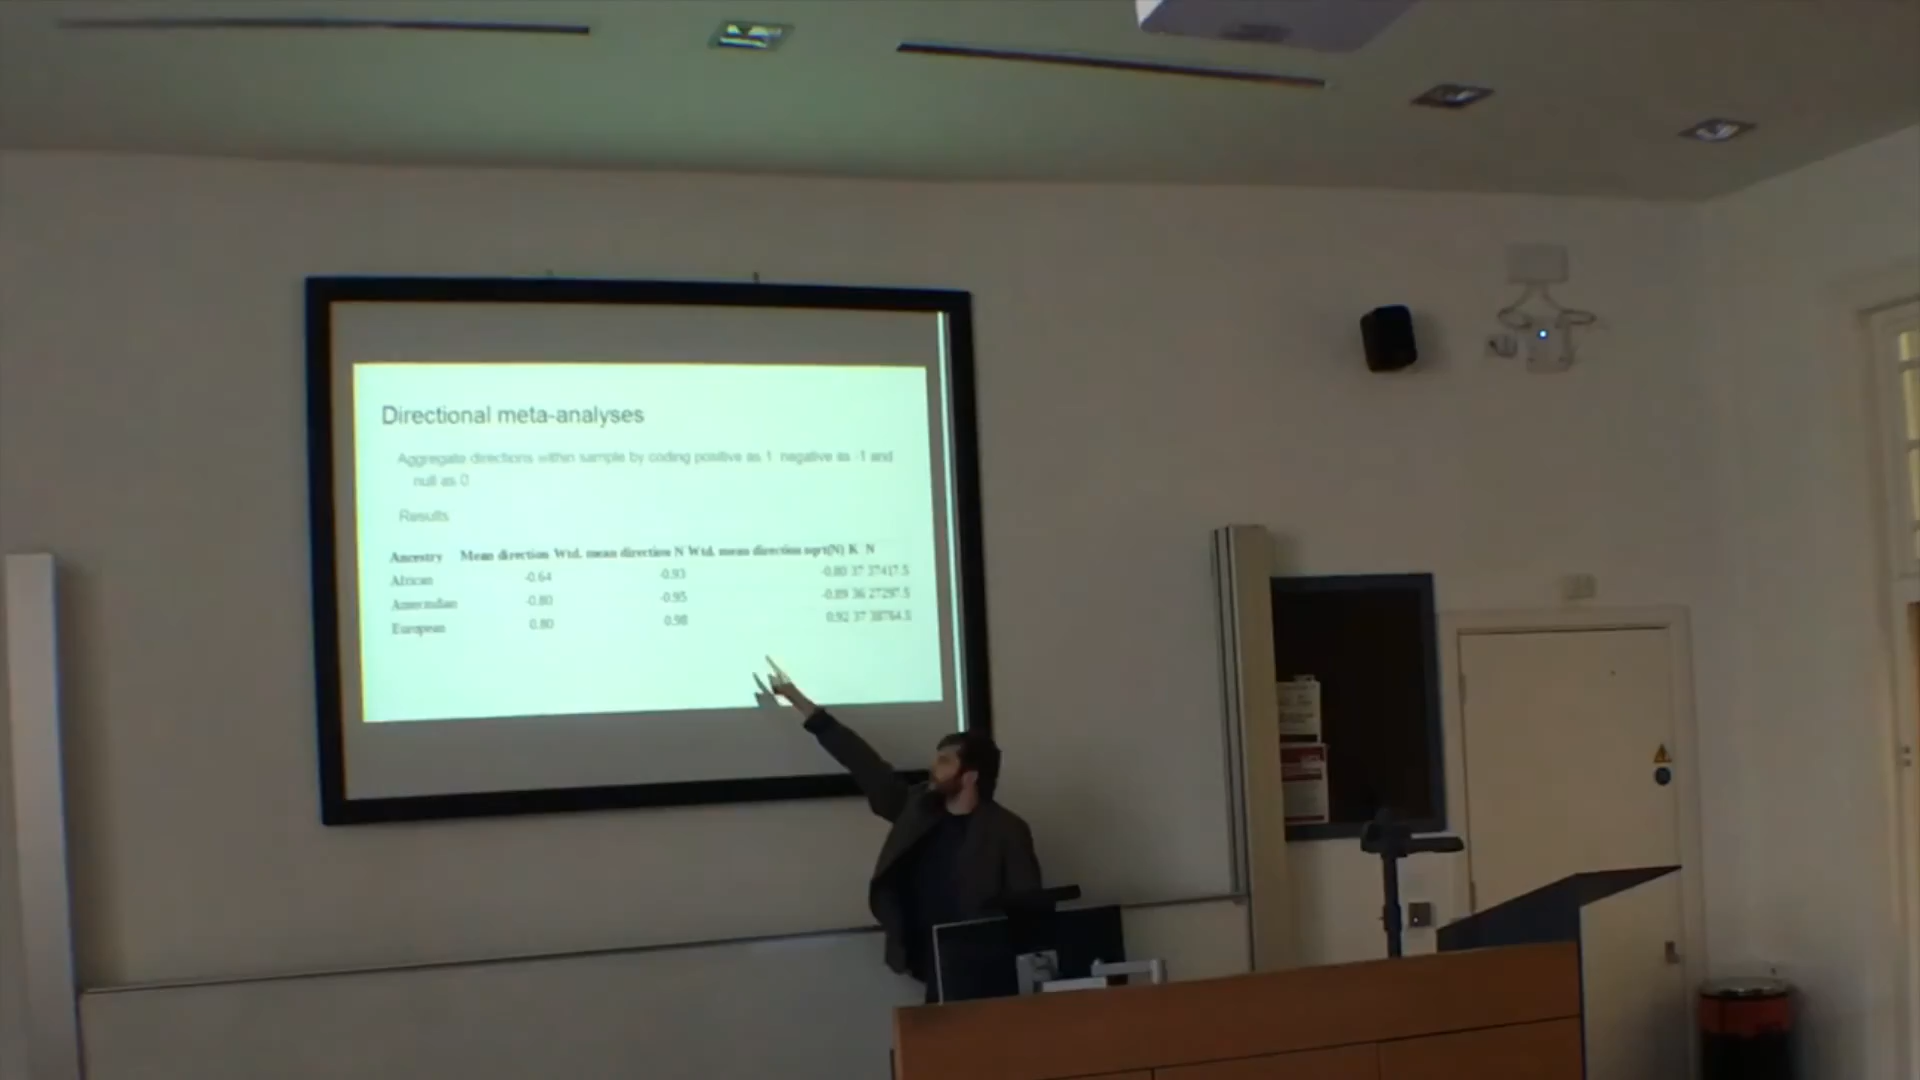 Directional meta-analyses
Aggregate directions within sample by coding positive as 1 negative as -1 and
null as 0
Results
Ancestry Mean direction Wtd. mean direction N Wtd. mean direction sqrt(N) K N
African -0.64 -0.93 -0.80 37 37417.5
Amerindian -0.80 -0.95 -0.89 36 27297.5
European 0.80 0.98 0.92 37